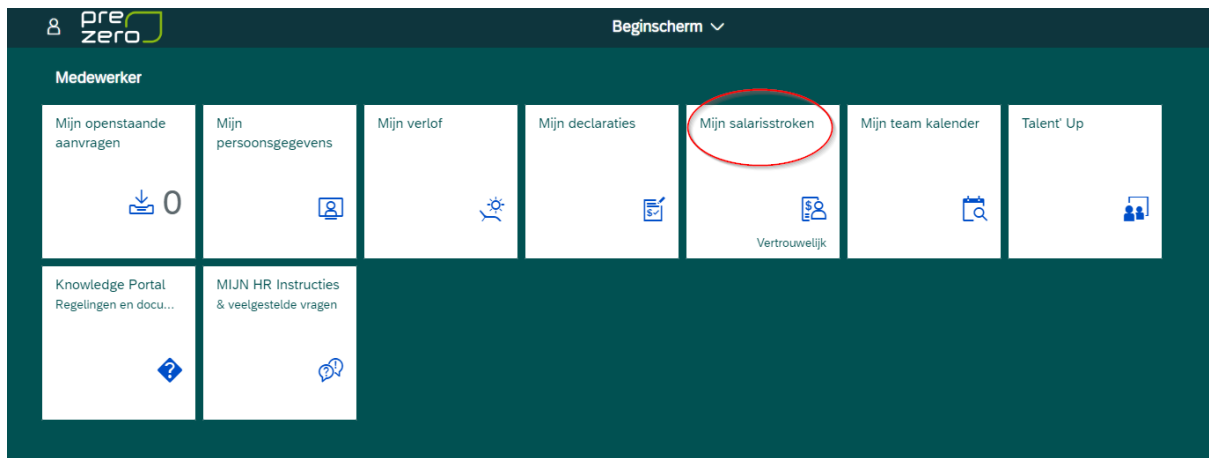 pre
zero
Beginscherm
Medewerker
Mijn openstaande
aanvragen
0
Mijn
persoonsgegevens
Mijn verlof
Mijn declaraties
Mijn salarisstroken
Vertrouwelijk
Mijn team kalender
Talent' Up
Knowledge Portal
Regelingen en docu...
MIJN HR Instructies
& veelgestelde vragen